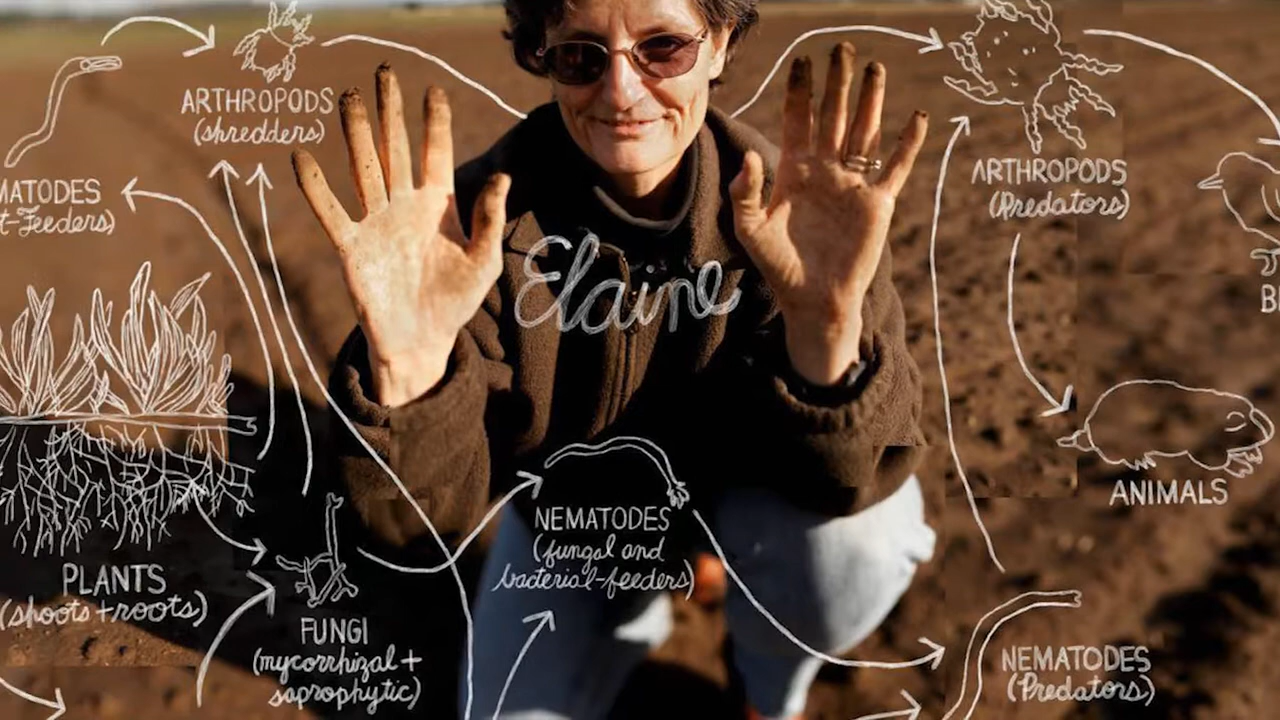 ARTHROPODS
(shredders)
ARTHROPODS
(Predators)
MATODES
t-Feeders)
Elaine
B
ANIMALS
NEMATODES
(fungal and
bacterial-feeders)
PLANTS
(shoots+roots)
FUNGI
(mycorrhizal +
saprophytic)
NEMATODES
(Predators)